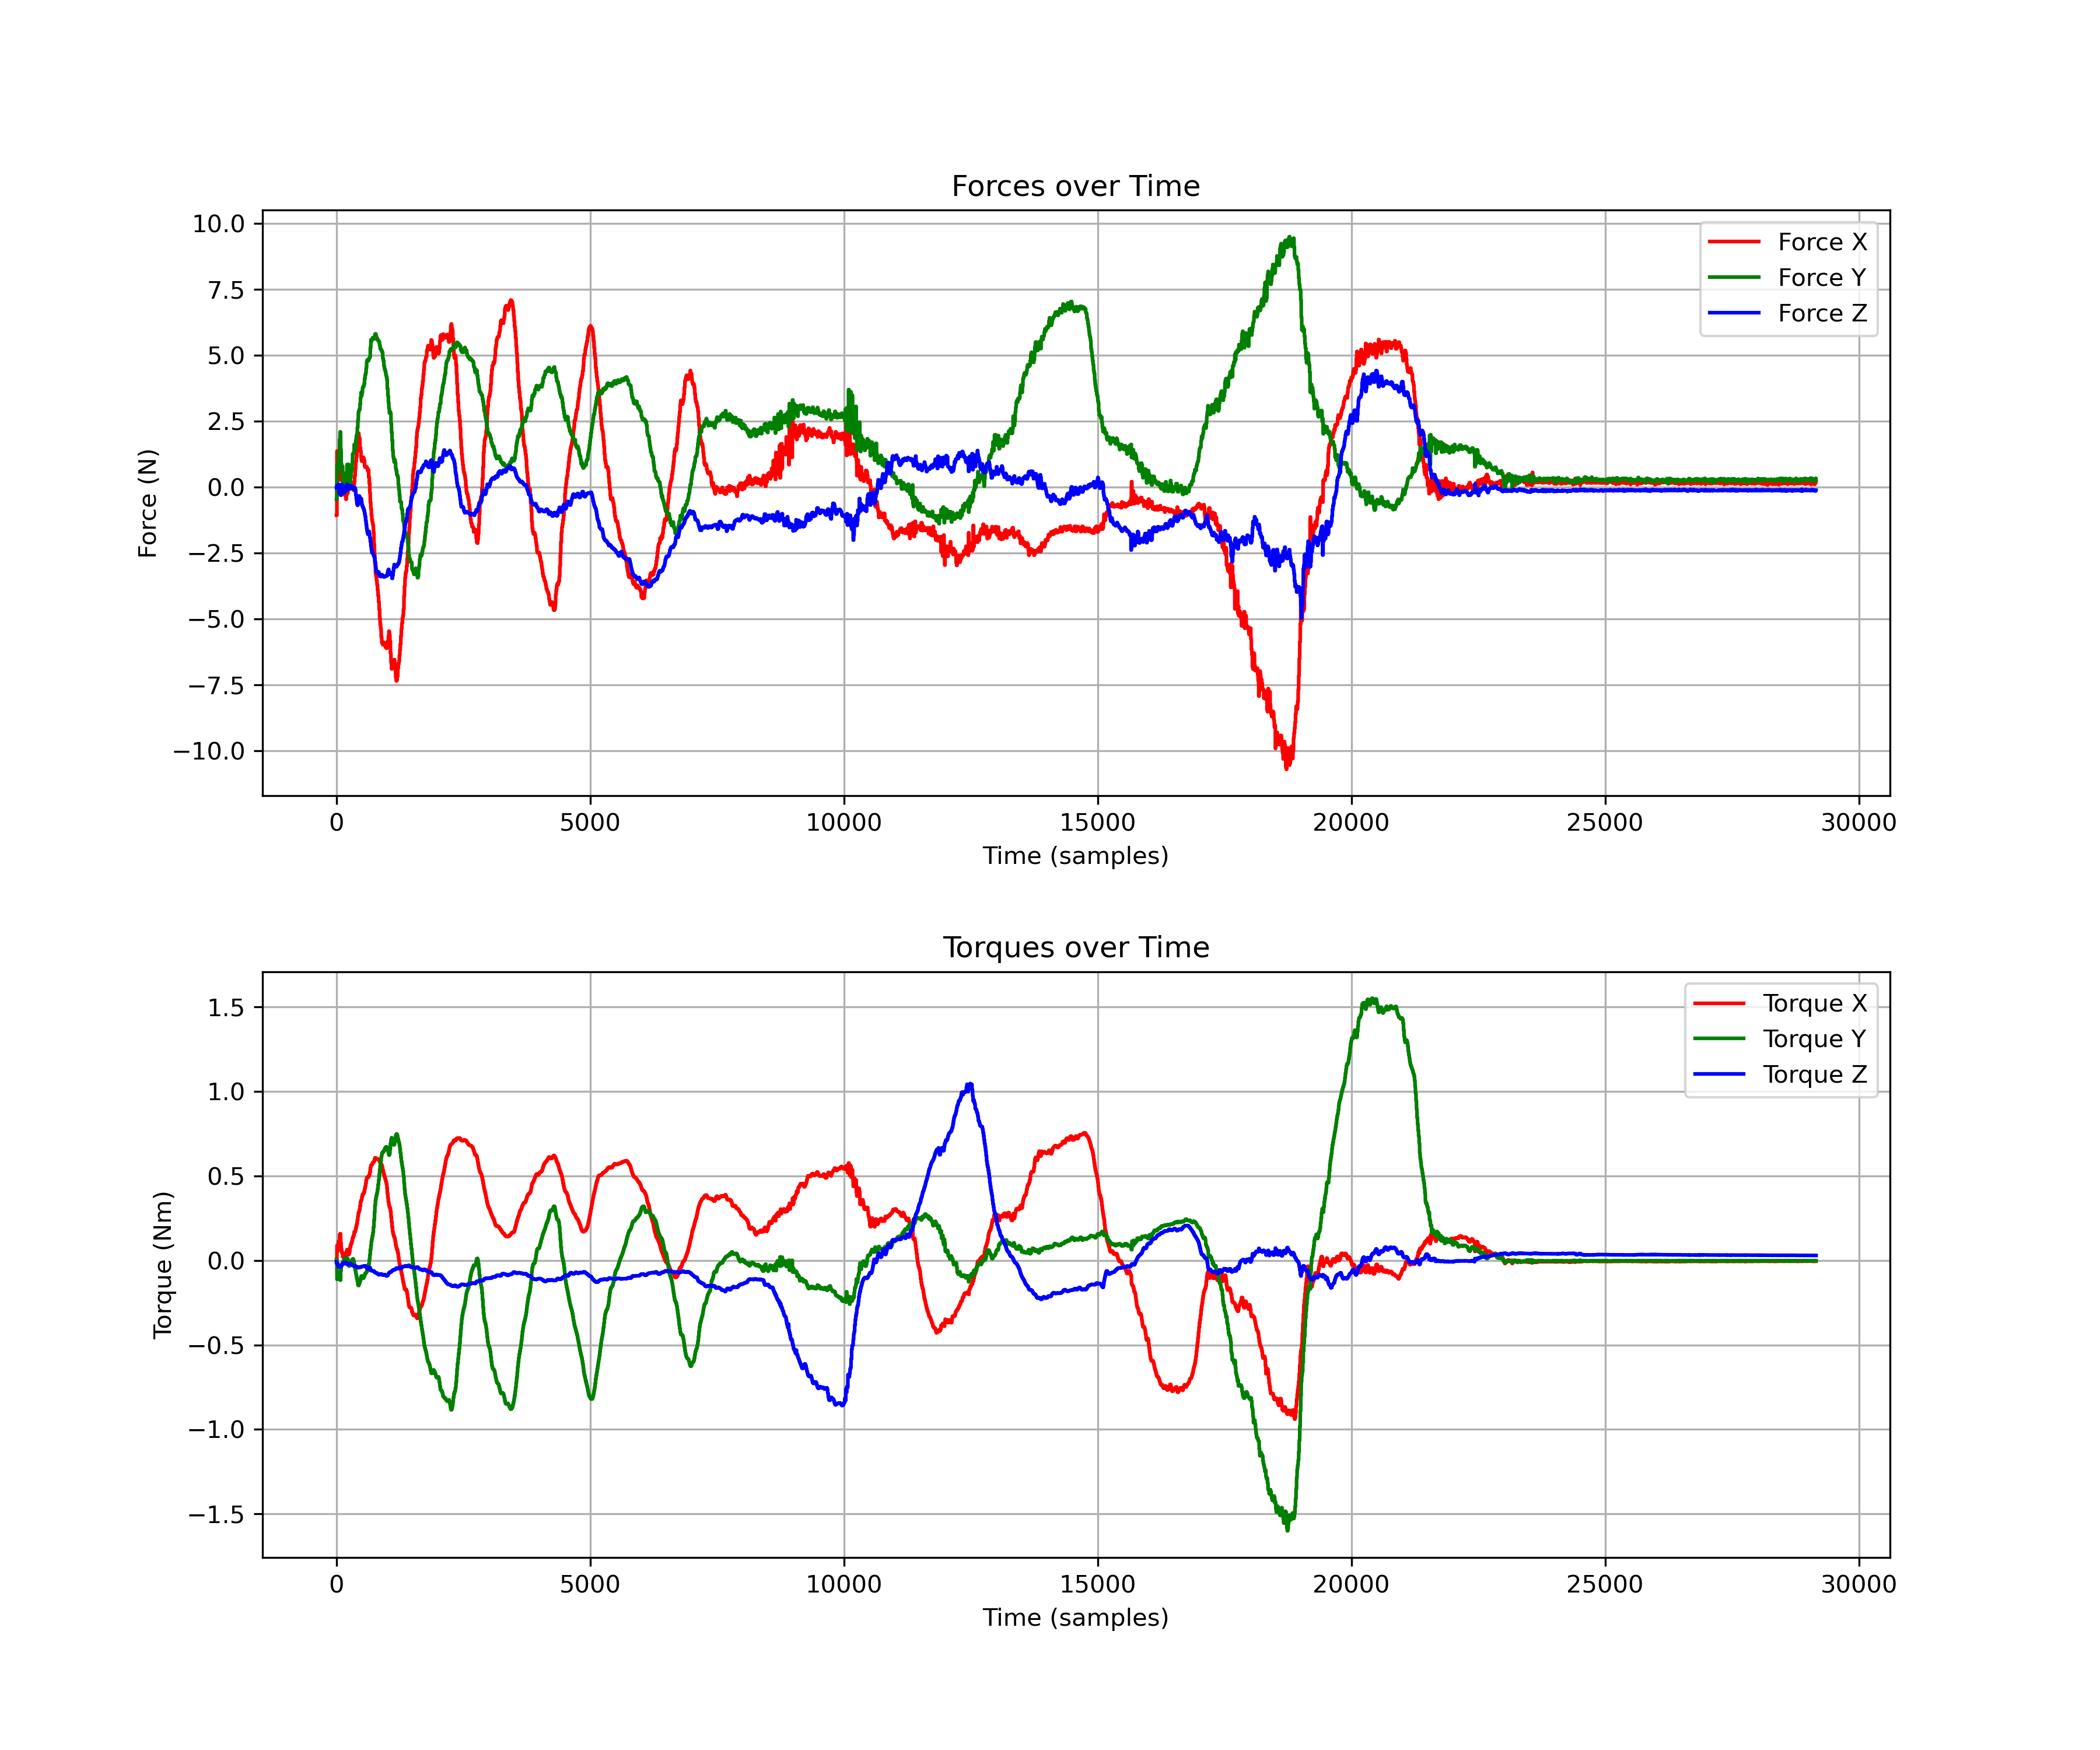 Forces over Time
Force (N)
10.0
7.5
5.0
2.5
0.0
−2.5
−5.0
−7.5
−10.0
Force X
Force Y
Force Z
0 5000 10000 15000 20000 25000 30000
Time (samples)
Torques over Time
Torque (Nm)
1.5
1.0
0.5
0.0
−0.5
−1.0
−1.5
Torque X
Torque Y
Torque Z
0 5000 10000 15000 20000 25000 30000
Time (samples)